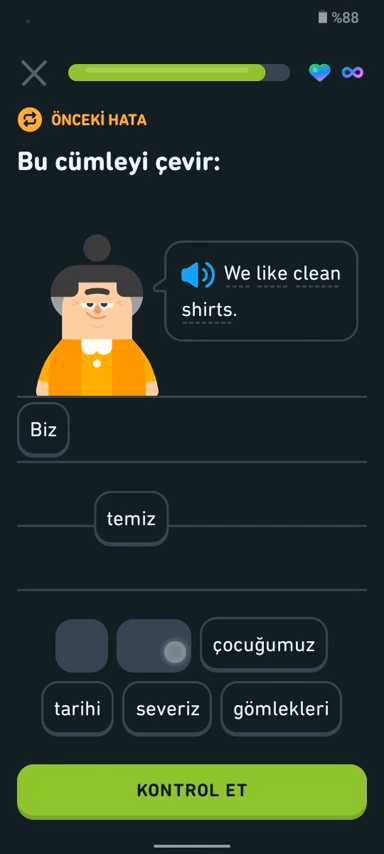 %88
ÖNCEKİ HATA
Bu cümleyi çevir:
We like clean
shirts.
Biz
temiz
çocuğumuz
tarihi severiz gömlekleri
KONTROL ET